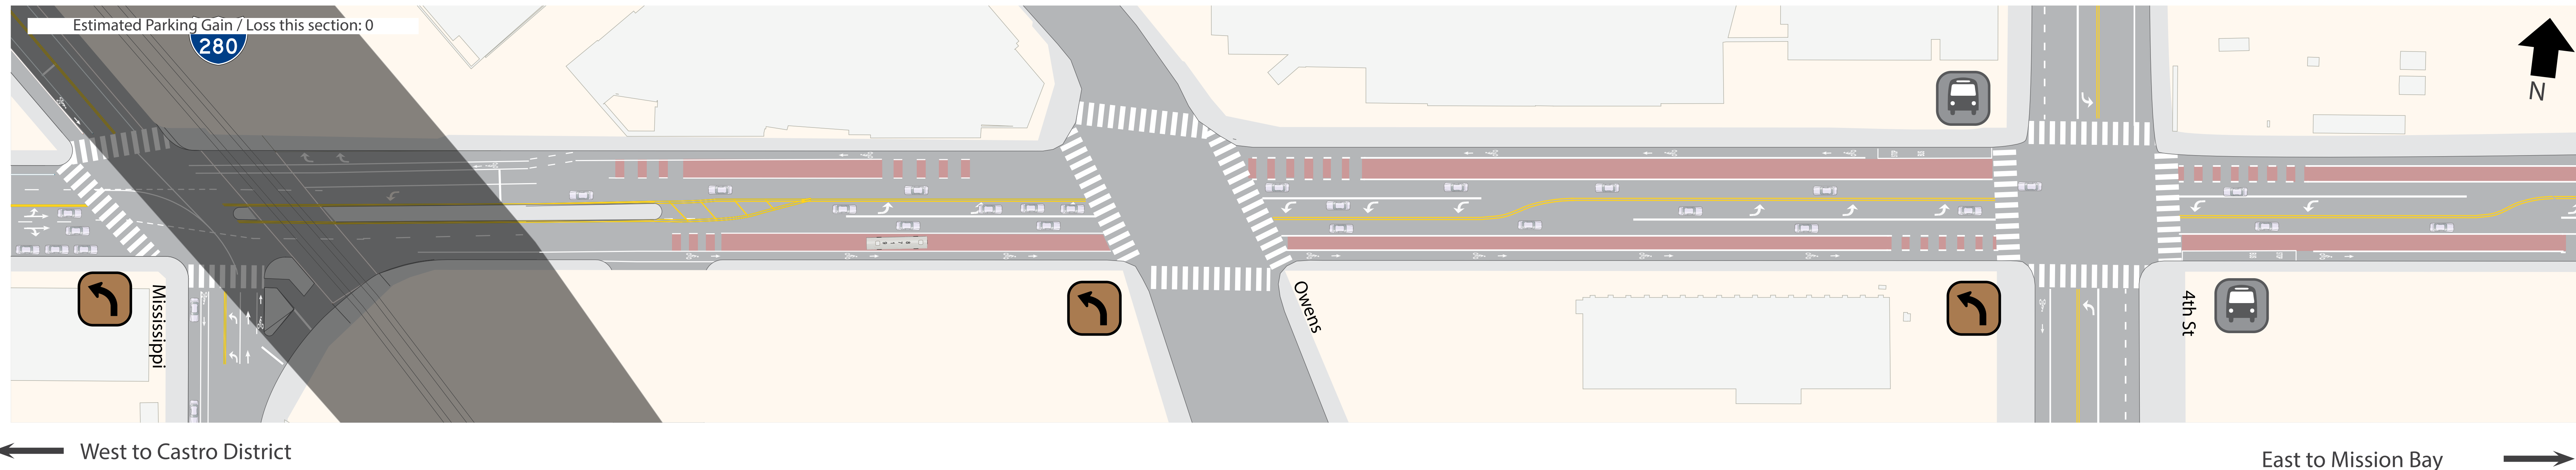 Estimated Parking Gain / Loss this section: 0
280
N
Mississippi
Owens
4th St
West to Castro District
East to Mission Bay